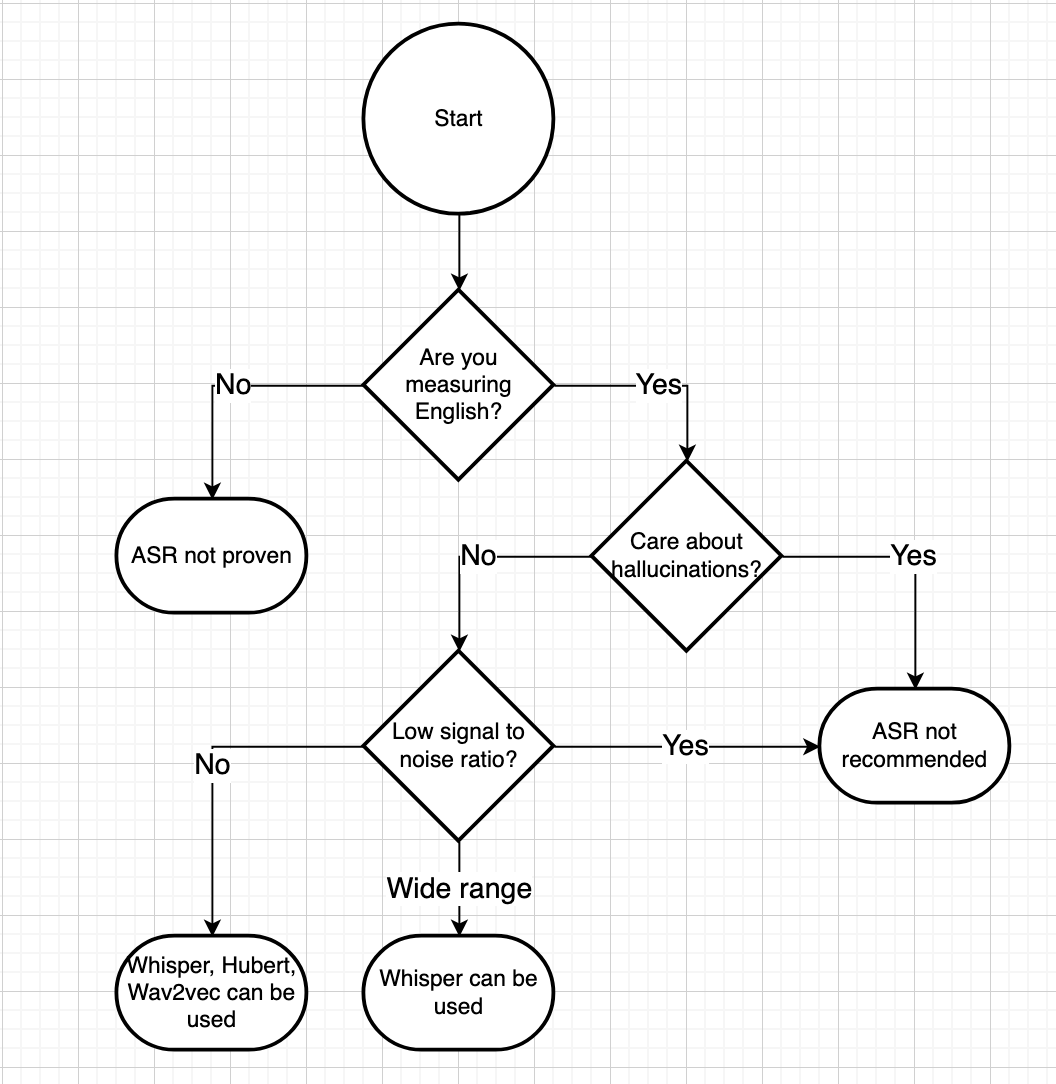 Start
Are you
measuring
English?
No
Yes
ASR not proven
Care about
hallucinations?
No
Yes
Low signal to
noise ratio?
ASR not
recommended
No
Yes
Wide range
Whisper, Hubert,
Wav2vec can be
used
Whisper can be
used